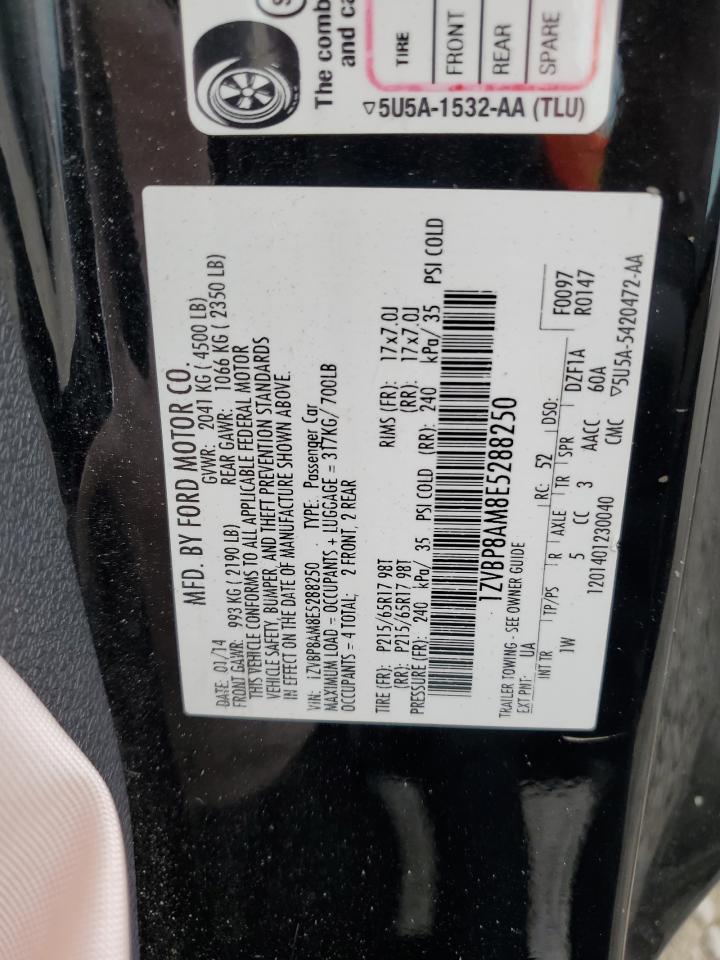 The comb
and ca
TIRE
FRONT
REAR
SPARE
▽5U5A-1532-AA (TLU)
MFD. BY FORD MOTOR CO.
DATE: 01/14 GVWR: 2041 KG ( 4500 LB)
FRONT GAWR: 993 KG ( 2190 LB) REAR GAWR: 1066 KG ( 2350 LB)
THIS VEHICLE CONFORMS TO ALL APPLICABLE FEDERAL MOTOR
VEHICLE SAFETY, BUMPER, AND THEFT PREVENTION STANDARDS
IN EFFECT ON THE DATE OF MANUFACTURE SHOWN ABOVE.
VIN: 1ZVBP8AM8E5288250 TYPE: Passenger Car
MAXIMUM LOAD = OCCUPANTS + LUGGAGE = 317KG/ 700LB
OCCUPANTS = 4 TOTAL: 2 FRONT, 2 REAR
TIRE (FR): P215/65R17 98T RIMS (FR): 17x7.0J
(RR): P215/65R17 98T (RR): 17x7.0J
PRESSURE (FR): 240 kPa/ 35 PSI COLD (RR): 240 kPa/ 35 PSI COLD
1ZVBP8AM8E5288250
TRAILER TOWING - SEE OWNER GUIDE
EXT PNT: UA RC: 52 DSO: F0097
R0147
INT TR TP/PS R AXLE TR SPR
1W 5 CC 3 AACC DZF1A
CMC 60A
1201401230040 ▽5U5A-5420472-AA